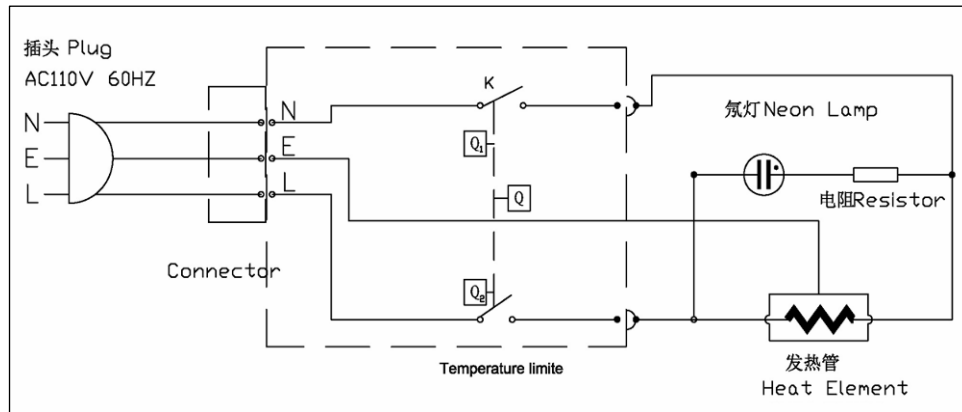 插头 Plug
AC110V 60HZ
N
E
L
N
E
L
Connector
K
Q₁
Q
Q₂
Temperature limite
氖灯 Neon Lamp
电阻Resistor
发热管
Heat Element